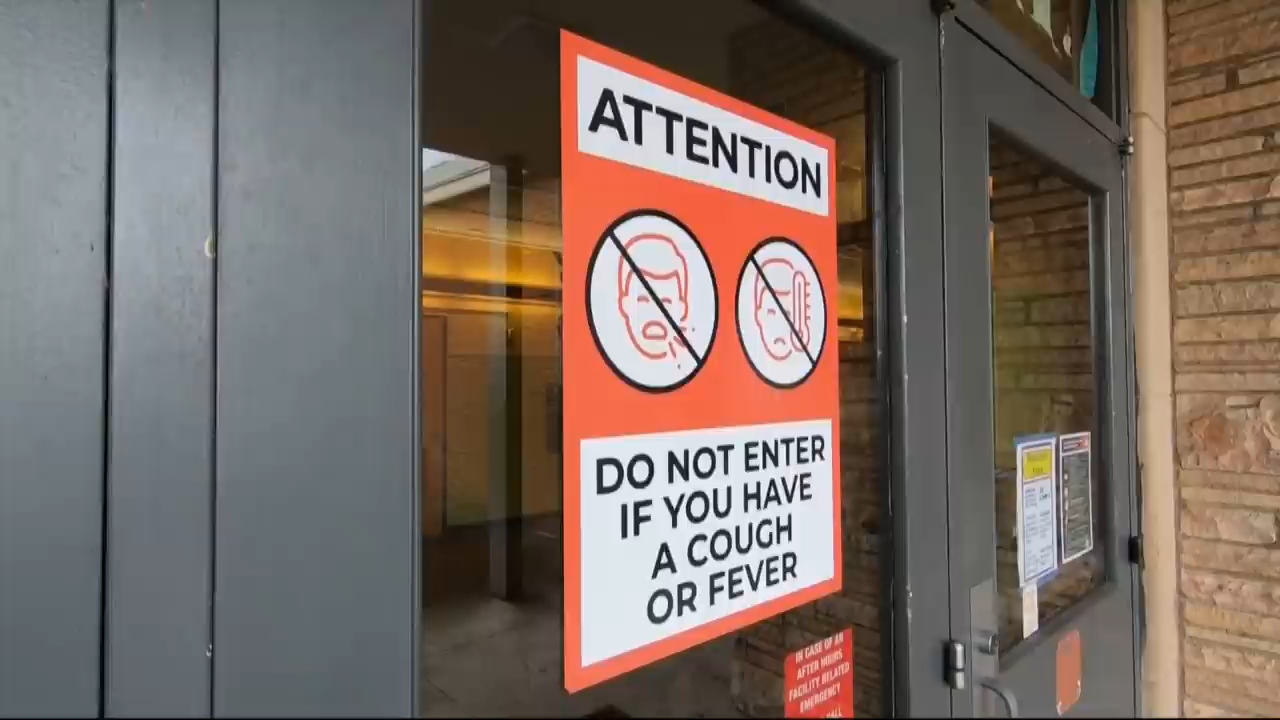 ATTENTION
DO NOT ENTER
IF YOU HAVE
A COUGH
OR FEVER
IN CASE OF AN
AFTER HOURS
FACILITY RELATED
EMERGENCY
CALL